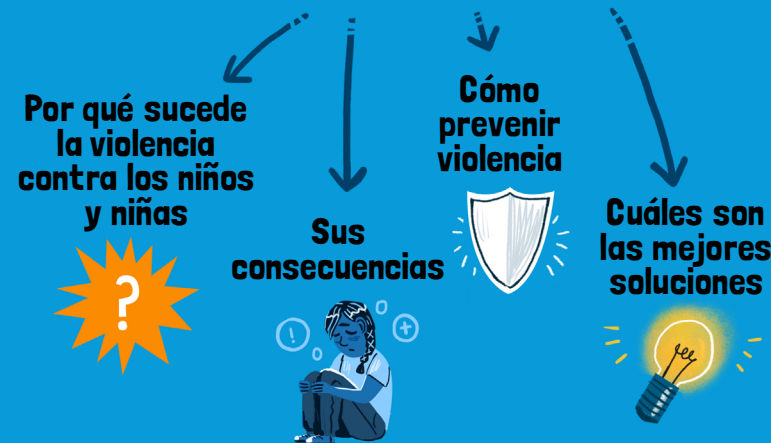 Por qué sucede
la violencia
contra los niños
y niñas
?
Sus
consecuencias
!
+
Cómo
prevenir
violencia
Cuáles son
las mejores
soluciones